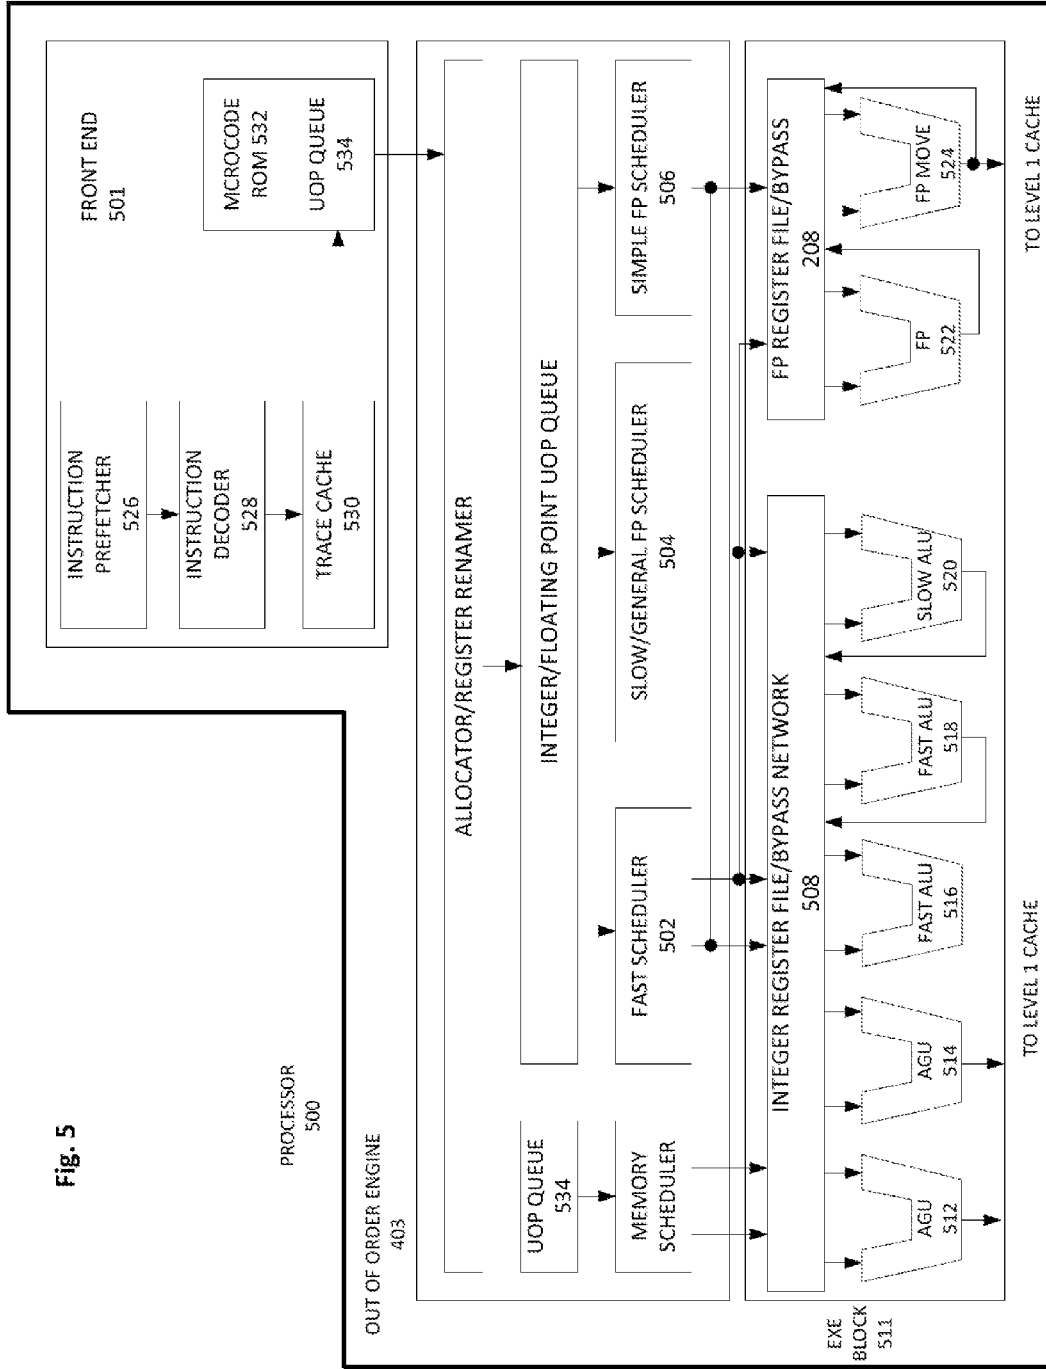 Fig. 5
PROCESSOR
500
FRONT END
501
INSTRUCTION
PREFETCHER
526
INSTRUCTION
DECODER
528
TRACE CACHE
530
MICROCODE
ROM 532
UOP QUEUE
534
OUT OF ORDER ENGINE
403
ALLOCATOR/REGISTER RENAMER
UOP QUEUE
534
INTEGER/FLOATING POINT UOP QUEUE
MEMORY
SCHEDULER
FAST SCHEDULER
502
SLOW/GENERAL FP SCHEDULER
504
SIMPLE FP SCHEDULER
506
EXE
BLOCK
511
INTEGER REGISTER FILE/BYPASS NETWORK
508
FP REGISTER FILE/BYPASS
208
AGU
512
AGU
514
FAST ALU
516
FAST ALU
518
SLOW ALU
520
FP
522
FP MOVE
524
TO LEVEL 1 CACHE
TO LEVEL 1 CACHE